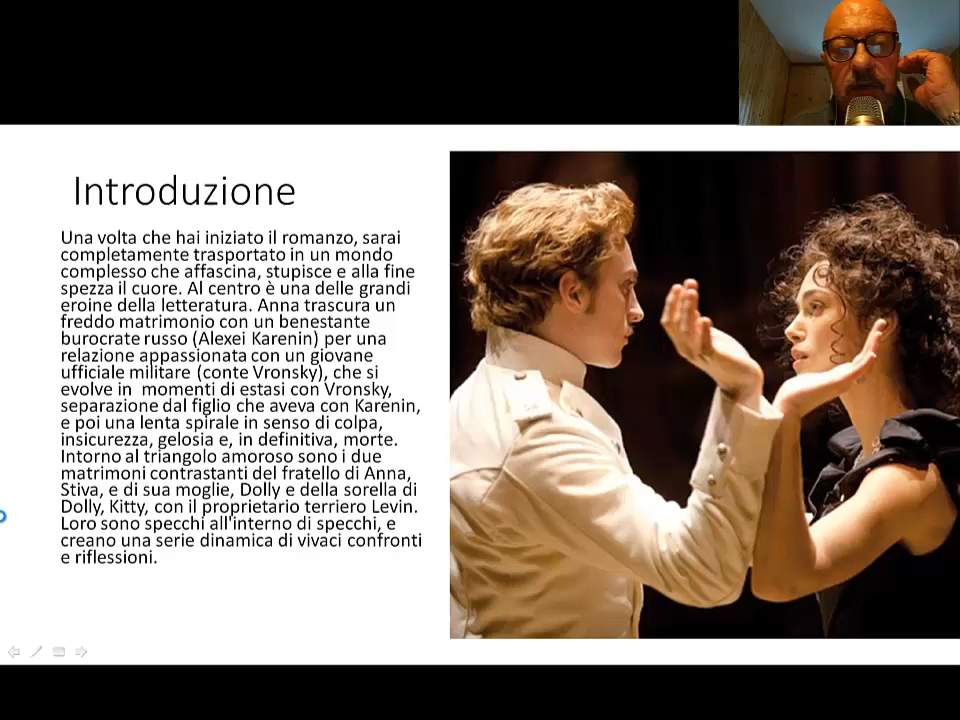 Introduzione
Una volta che hai iniziato il romanzo, sarai
completamente trasportato in un mondo
complesso che affascina, stupisce e alla fine
spezza il cuore. Al centro è una delle grandi
eroine della letteratura. Anna trascura un
freddo matrimonio con un benestante
burocrate russo (Alexei Karenin) per una
relazione appassionata con un giovane
ufficiale militare (conte Vronsky), che si
evolve in  momenti di estasi con Vronsky,
separazione dal figlio che aveva con Karenin,
e poi una lenta spirale in senso di colpa,
insicurezza, gelosia e, in definitiva, morte.
Intorno al triangolo amoroso sono i due
matrimoni contrastanti del fratello di Anna,
Stiva, e di sua moglie, Dolly e della sorella di
Dolly, Kitty, con il proprietario terriero Levin.
Loro sono specchi all'interno di specchi, e
creano una serie dinamica di vivaci confronti
e riflessioni.